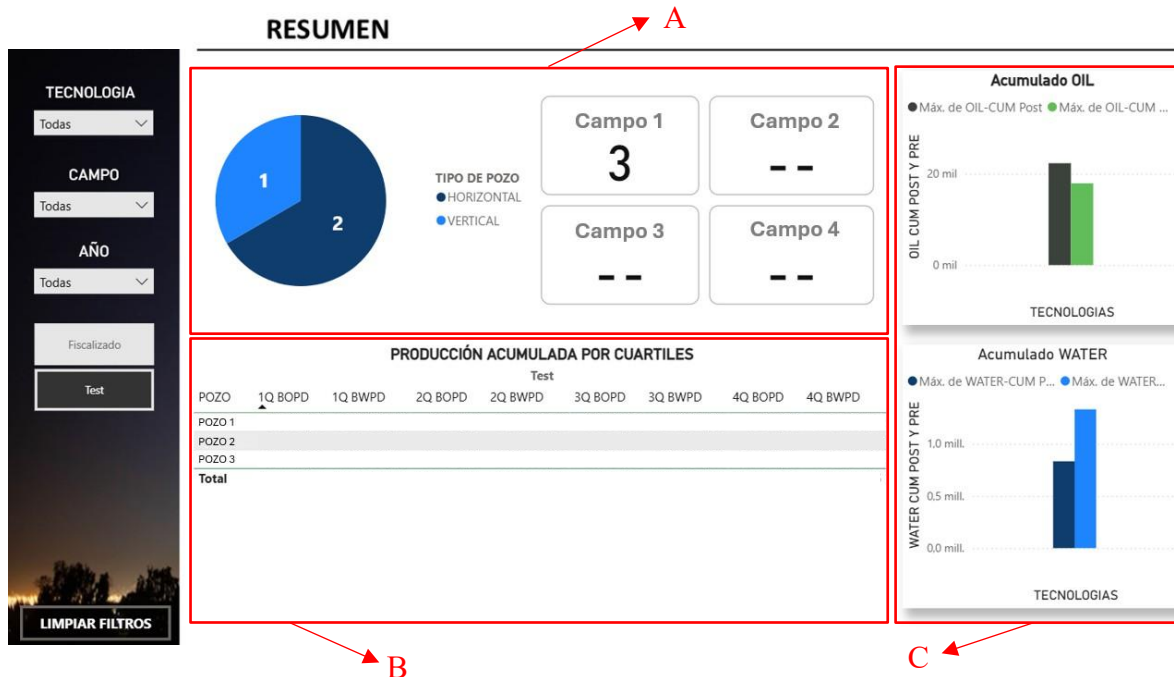 RESUMEN
A
TECNOLOGIA
Todas
CAMPO
Todas
AÑO
Todas
Fiscalizado
Test
LIMPIAR FILTROS
1
2
TIPO DE POZO
HORIZONTAL
VERTICAL
Campo 1
3
Campo 2
--
Campo 3
--
Campo 4
--
PRODUCCIÓN ACUMULADA POR CUARTILES
Test
POZO 1Q BOPD 1Q BWPD 2Q BOPD 2Q BWPD 3Q BOPD 3Q BWPD 4Q BOPD 4Q BWPD
POZO 1
POZO 2
POZO 3
Total
B
Acumulado OIL
Máx. de OIL-CUM Post Máx. de OIL-CUM ...
OIL CUM POST Y PRE
20 mil
0 mil
TECNOLOGIAS
Acumulado WATER
Máx. de WATER-CUM P... Máx. de WATER...
WATER CUM POST Y PRE
1,0 mill.
0,5 mill.
0,0 mill.
TECNOLOGIAS
C